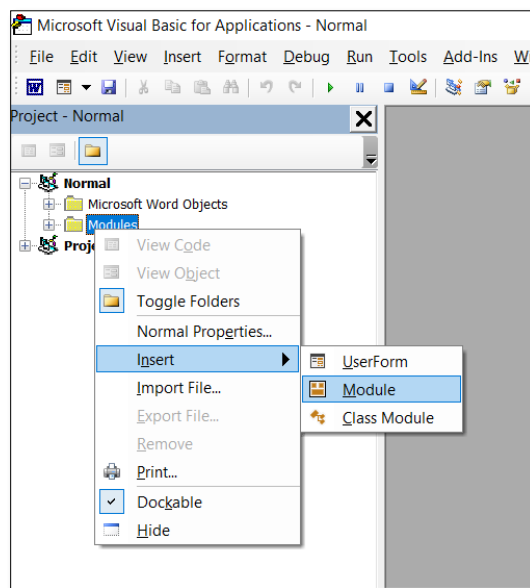 Microsoft Visual Basic for Applications - Normal
File Edit View Insert Format Debug Run Tools Add-Ins
Project - Normal
Normal
Microsoft Word Objects
Modules
View Code
View Object
Toggle Folders
Normal Properties...
Insert
UserForm
Import File...
Module
Export File...
Class Module
Remove
Print...
Dockable
Hide